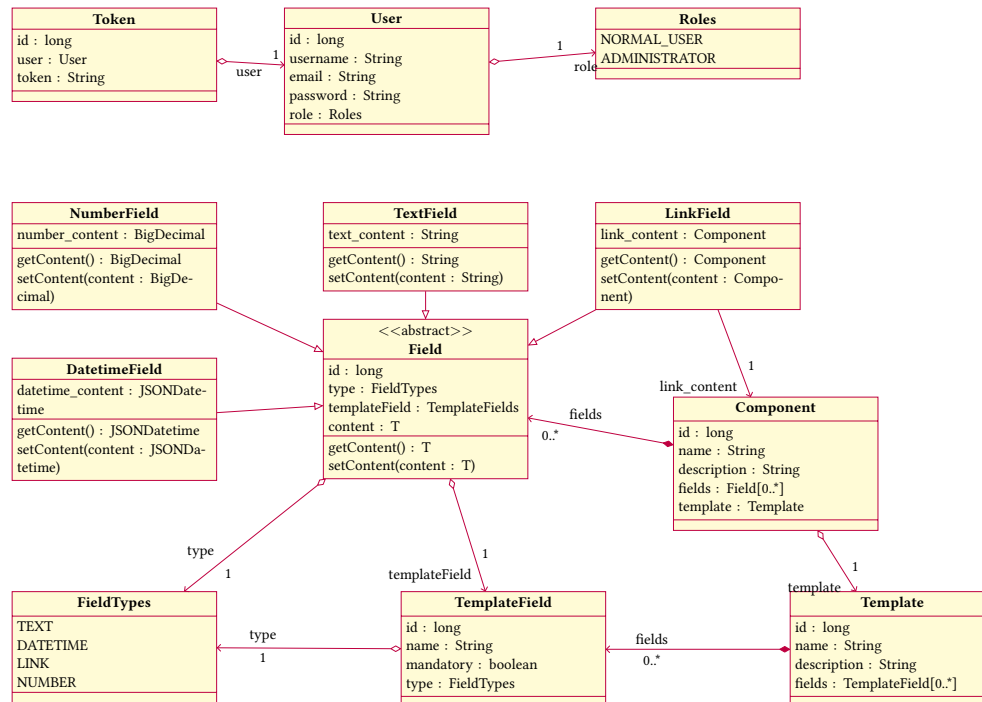 Token
id : long
user : User
token : String
1
user
User
id : long
username : String
email : String
password : String
role : Roles
1
role
Roles
NORMAL_USER
ADMINISTRATOR
NumberField
number_content : BigDecimal
getContent() : BigDecimal
setContent(content : BigDe-
cimal)
TextField
text_content : String
getContent() : String
setContent(content : String)
LinkField
link_content : Component
getContent() : Component
setContent(content : Compo-
nent)
DatetimeField
datetime_content : JSONDate-
time
getContent() : JSONDatetime
setContent(content : JSONDa-
tetime)
<<abstract>>
Field
id : long
type : FieldTypes
templateField : TemplateFields
content : T
getContent() : T
setContent(content : T)
1
link_content
fields
0..*
Component
id : long
name : String
description : String
fields : Field[0..*]
template : Template
type
1
1
templateField
1
template
FieldTypes
TEXT
DATETIME
LINK
NUMBER
type
1
TemplateField
id : long
name : String
mandatory : boolean
type : FieldTypes
fields
0..*
Template
id : long
name : String
description : String
fields : TemplateField[0..*]